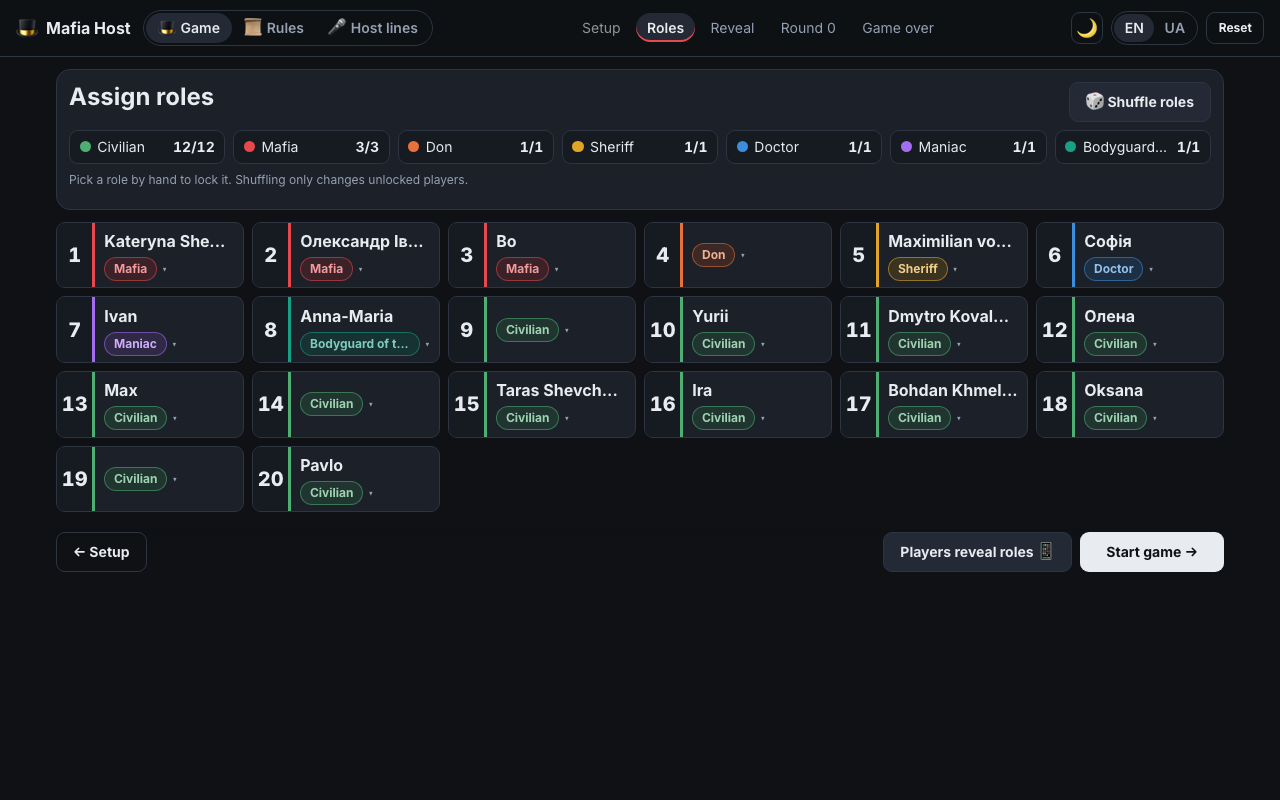 🎩 Mafia Host 🎩 Game 📜 Rules 🎤 Host lines Setup Roles Reveal Round 0 Game over 🌙 EN UA Reset
Assign roles 🎲 Shuffle roles
Civilian 12/12 Mafia 3/3 Don 1/1 Sheriff 1/1 Doctor 1/1 Maniac 1/1 Bodyguard... 1/1
Pick a role by hand to lock it. Shuffling only changes unlocked players.
1 Kateryna She... Mafia
2 Олександр Ів... Mafia
3 Bo Mafia
4 Don
5 Maximilian vo... Sheriff
6 Софія Doctor
7 Ivan Maniac
8 Anna-Maria Bodyguard of t...
9 Civilian
10 Yurii Civilian
11 Dmytro Koval... Civilian
12 Олена Civilian
13 Max Civilian
14 Civilian
15 Taras Shevch... Civilian
16 Ira Civilian
17 Bohdan Khmel... Civilian
18 Oksana Civilian
19 Civilian
20 Pavlo Civilian
← Setup Players reveal roles Start game →